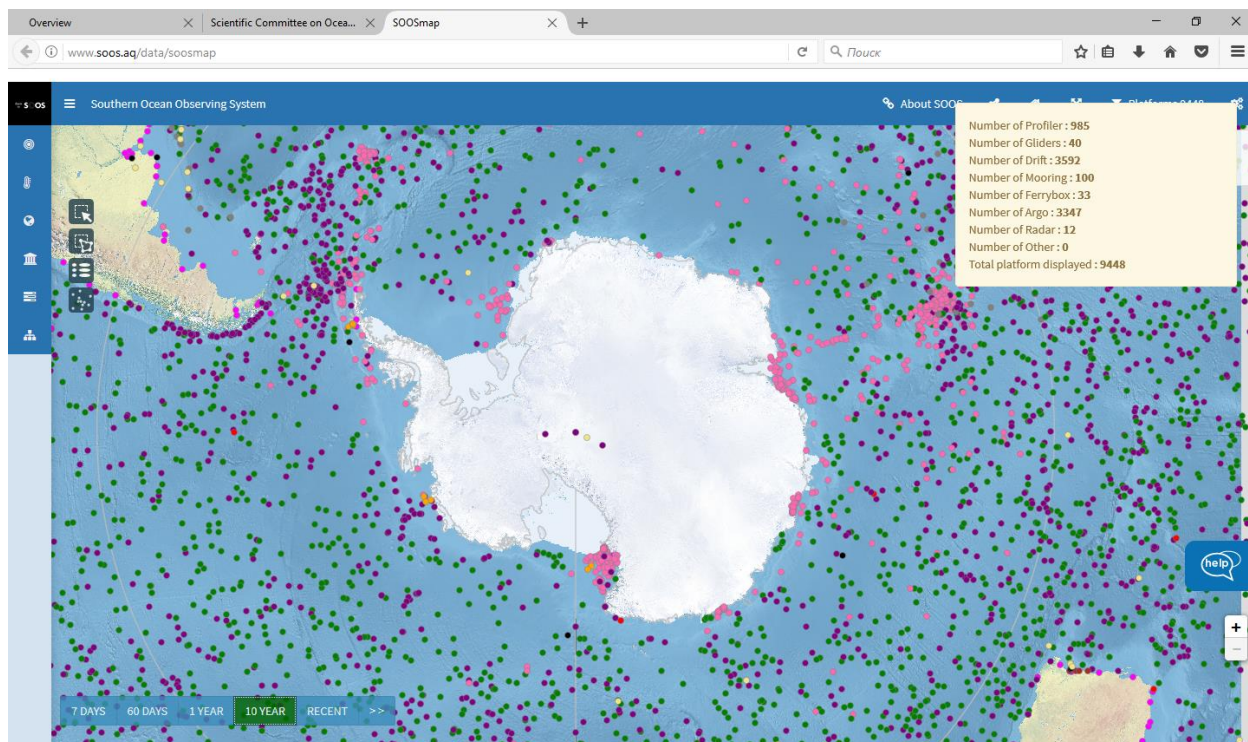 Overview
Scientific Committee on Ocea...
SOOSmap
www.soos.aq/data/soosmap
Поиск
Southern Ocean Observing System
About SOOS
Platforms 9448
Number of Profiler : 985
Number of Gliders : 40
Number of Drift : 3592
Number of Mooring : 100
Number of Ferrybox : 33
Number of Argo : 3347
Number of Radar : 12
Number of Other : 0
Total platform displayed : 9448
help
+
−
7 DAYS 60 DAYS 1 YEAR 10 YEAR RECENT >>